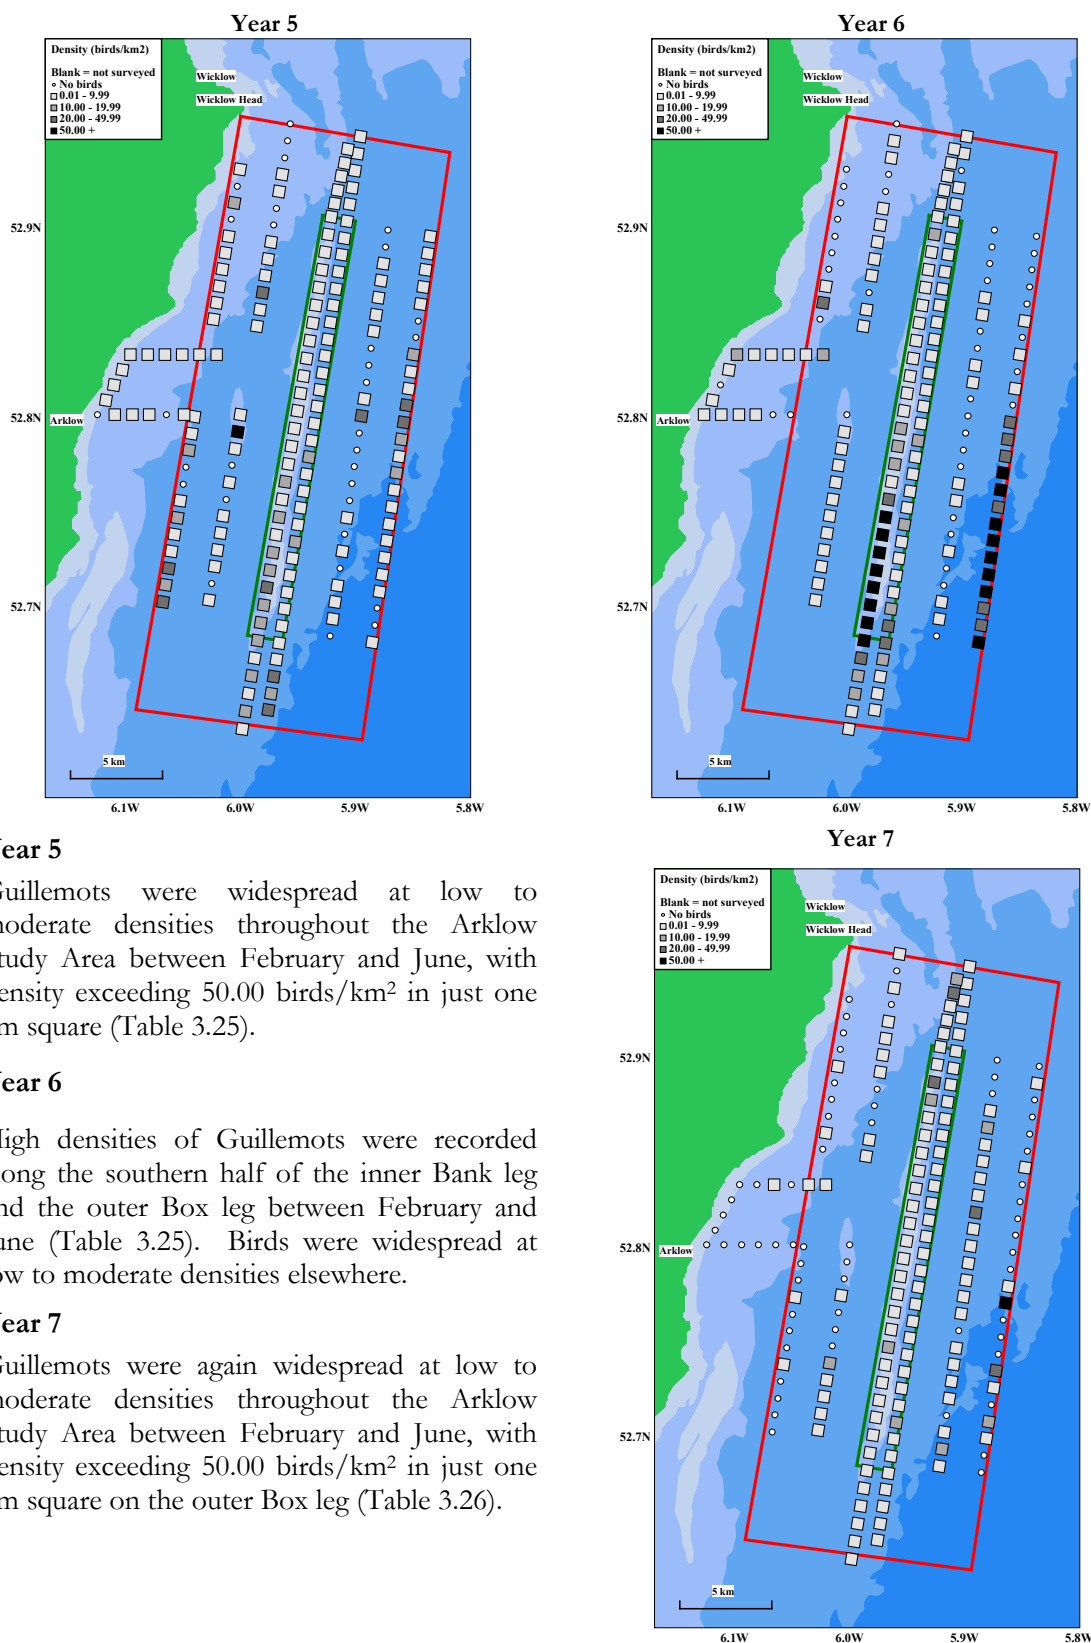 Year 5
Density (birds/km2)
Blank = not surveyed
No birds
0.01 - 9.99
10.00 - 19.99
20.00 - 49.99
50.00 +
Wicklow
Wicklow Head
52.9N
52.8N
Arklow
52.7N
5 km
6.1W 6.0W 5.9W 5.8W
Year 6
Density (birds/km2)
Blank = not surveyed
No birds
0.01 - 9.99
10.00 - 19.99
20.00 - 49.99
50.00 +
Wicklow
Wicklow Head
52.9N
52.8N
Arklow
52.7N
5 km
6.1W 6.0W 5.9W 5.8W
ear 5
uillemots were widespread at low to
oderate densities throughout the Arklow
tudy Area between February and June, with
ensity exceeding 50.00 birds/km² in just one
m square (Table 3.25).
ear 6
igh densities of Guillemots were recorded
ong the southern half of the inner Bank leg
nd the outer Box leg between February and
une (Table 3.25). Birds were widespread at
ow to moderate densities elsewhere.
ear 7
uillemots were again widespread at low to
oderate densities throughout the Arklow
tudy Area between February and June, with
ensity exceeding 50.00 birds/km² in just one
m square on the outer Box leg (Table 3.26).
Year 7
Density (birds/km2)
Blank = not surveyed
No birds
0.01 - 9.99
10.00 - 19.99
20.00 - 49.99
50.00 +
Wicklow
Wicklow Head
52.9N
52.8N
Arklow
52.7N
5 km
6.1W 6.0W 5.9W 5.8W